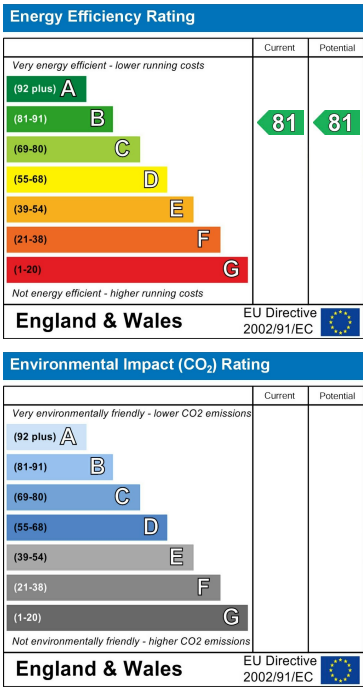 Energy Efficiency Rating
Current Potential
Very energy efficient - lower running costs
(92 plus) A
(81-91) B 81 81
(69-80) C
(55-68) D
(39-54) E
(21-38) F
(1-20) G
Not energy efficient - higher running costs
England & Wales EU Directive 2002/91/EC
Environmental Impact (CO₂) Rating
Current Potential
Very environmentally friendly - lower CO2 emissions
(92 plus) A
(81-91) B
(69-80) C
(55-68) D
(39-54) E
(21-38) F
(1-20) G
Not environmentally friendly - higher CO2 emissions
England & Wales EU Directive 2002/91/EC